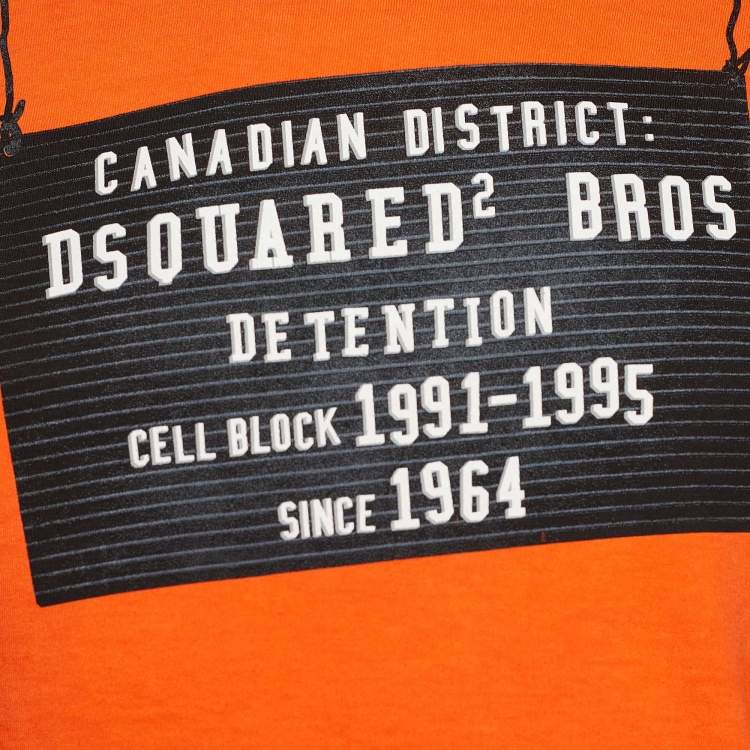 CANADIAN DISTRICT:
DSQUARED² BROS
DETENTION
CELL BLOCK 1991-1995
SINCE 1964